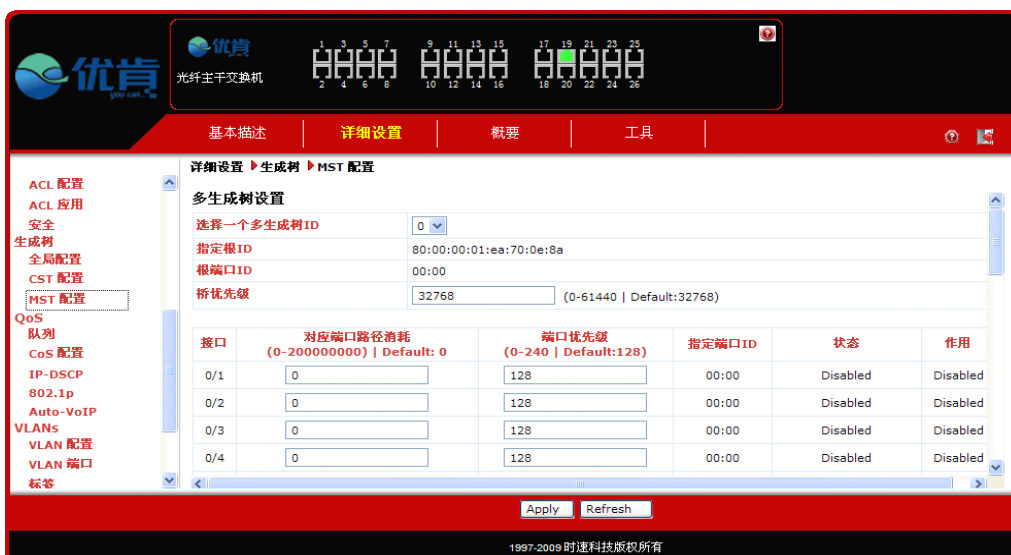 优肯
you can..
优肯
光纤主干交换机
1 3 5 7 9 11 13 15 17 19 21 23 25
2 4 6 8 10 12 14 16 18 20 22 24 26
基本描述 详细设置 概要 工具
详细设置 MST 配置
ACL 配置
ACL 应用
安全
生成树
全局配置
CST 配置
MST 配置
QoS
队列
CoS 配置
IP-DSCP
802.1p
Auto-VoIP
VLANs
VLAN 配置
VLAN 端口
标签
详细设置 生成树 MST 配置
多生成树设置
选择一个多生成树ID 0
指定根ID 80:00:00:01:ea:70:0e:8a
根端口ID 00:00
桥优先级 32768 (0-61440 | Default:32768)
接口 对应端口路径消耗 (0-200000000) | Default: 0 端口优先级 (0-240 | Default:128) 指定端口ID 状态 作用
0/1 0 128 00:00 Disabled Disabled
0/2 0 128 00:00 Disabled Disabled
0/3 0 128 00:00 Disabled Disabled
0/4 0 128 00:00 Disabled Disabled
Apply Refresh
1997-2009 时速科技版权所有